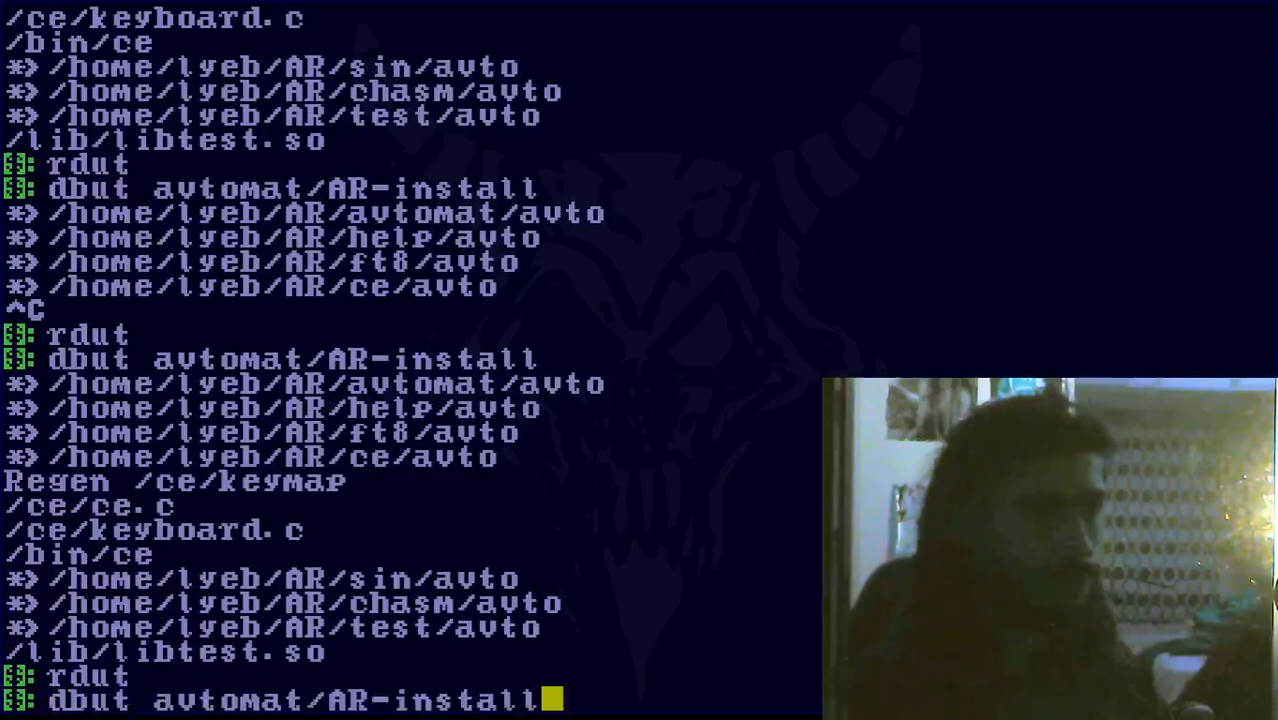 /ce/keyboard.c
/bin/ce
*> /home/lyeb/AR/sin/avto
*> /home/lyeb/AR/chasm/avto
*> /home/lyeb/AR/test/avto
/lib/libtest.so
rdut
dbut avtomat/AR-install
*> /home/lyeb/AR/avtomat/avto
*> /home/lyeb/AR/help/avto
*> /home/lyeb/AR/ft8/avto
*> /home/lyeb/AR/ce/avto
^C
rdut
dbut avtomat/AR-install
*> /home/lyeb/AR/avtomat/avto
*> /home/lyeb/AR/help/avto
*> /home/lyeb/AR/ft8/avto
*> /home/lyeb/AR/ce/avto
Regen /ce/keymap
/ce/ce.c
/ce/keyboard.c
/bin/ce
*> /home/lyeb/AR/sin/avto
*> /home/lyeb/AR/chasm/avto
*> /home/lyeb/AR/test/avto
/lib/libtest.so
rdut
dbut avtomat/AR-install